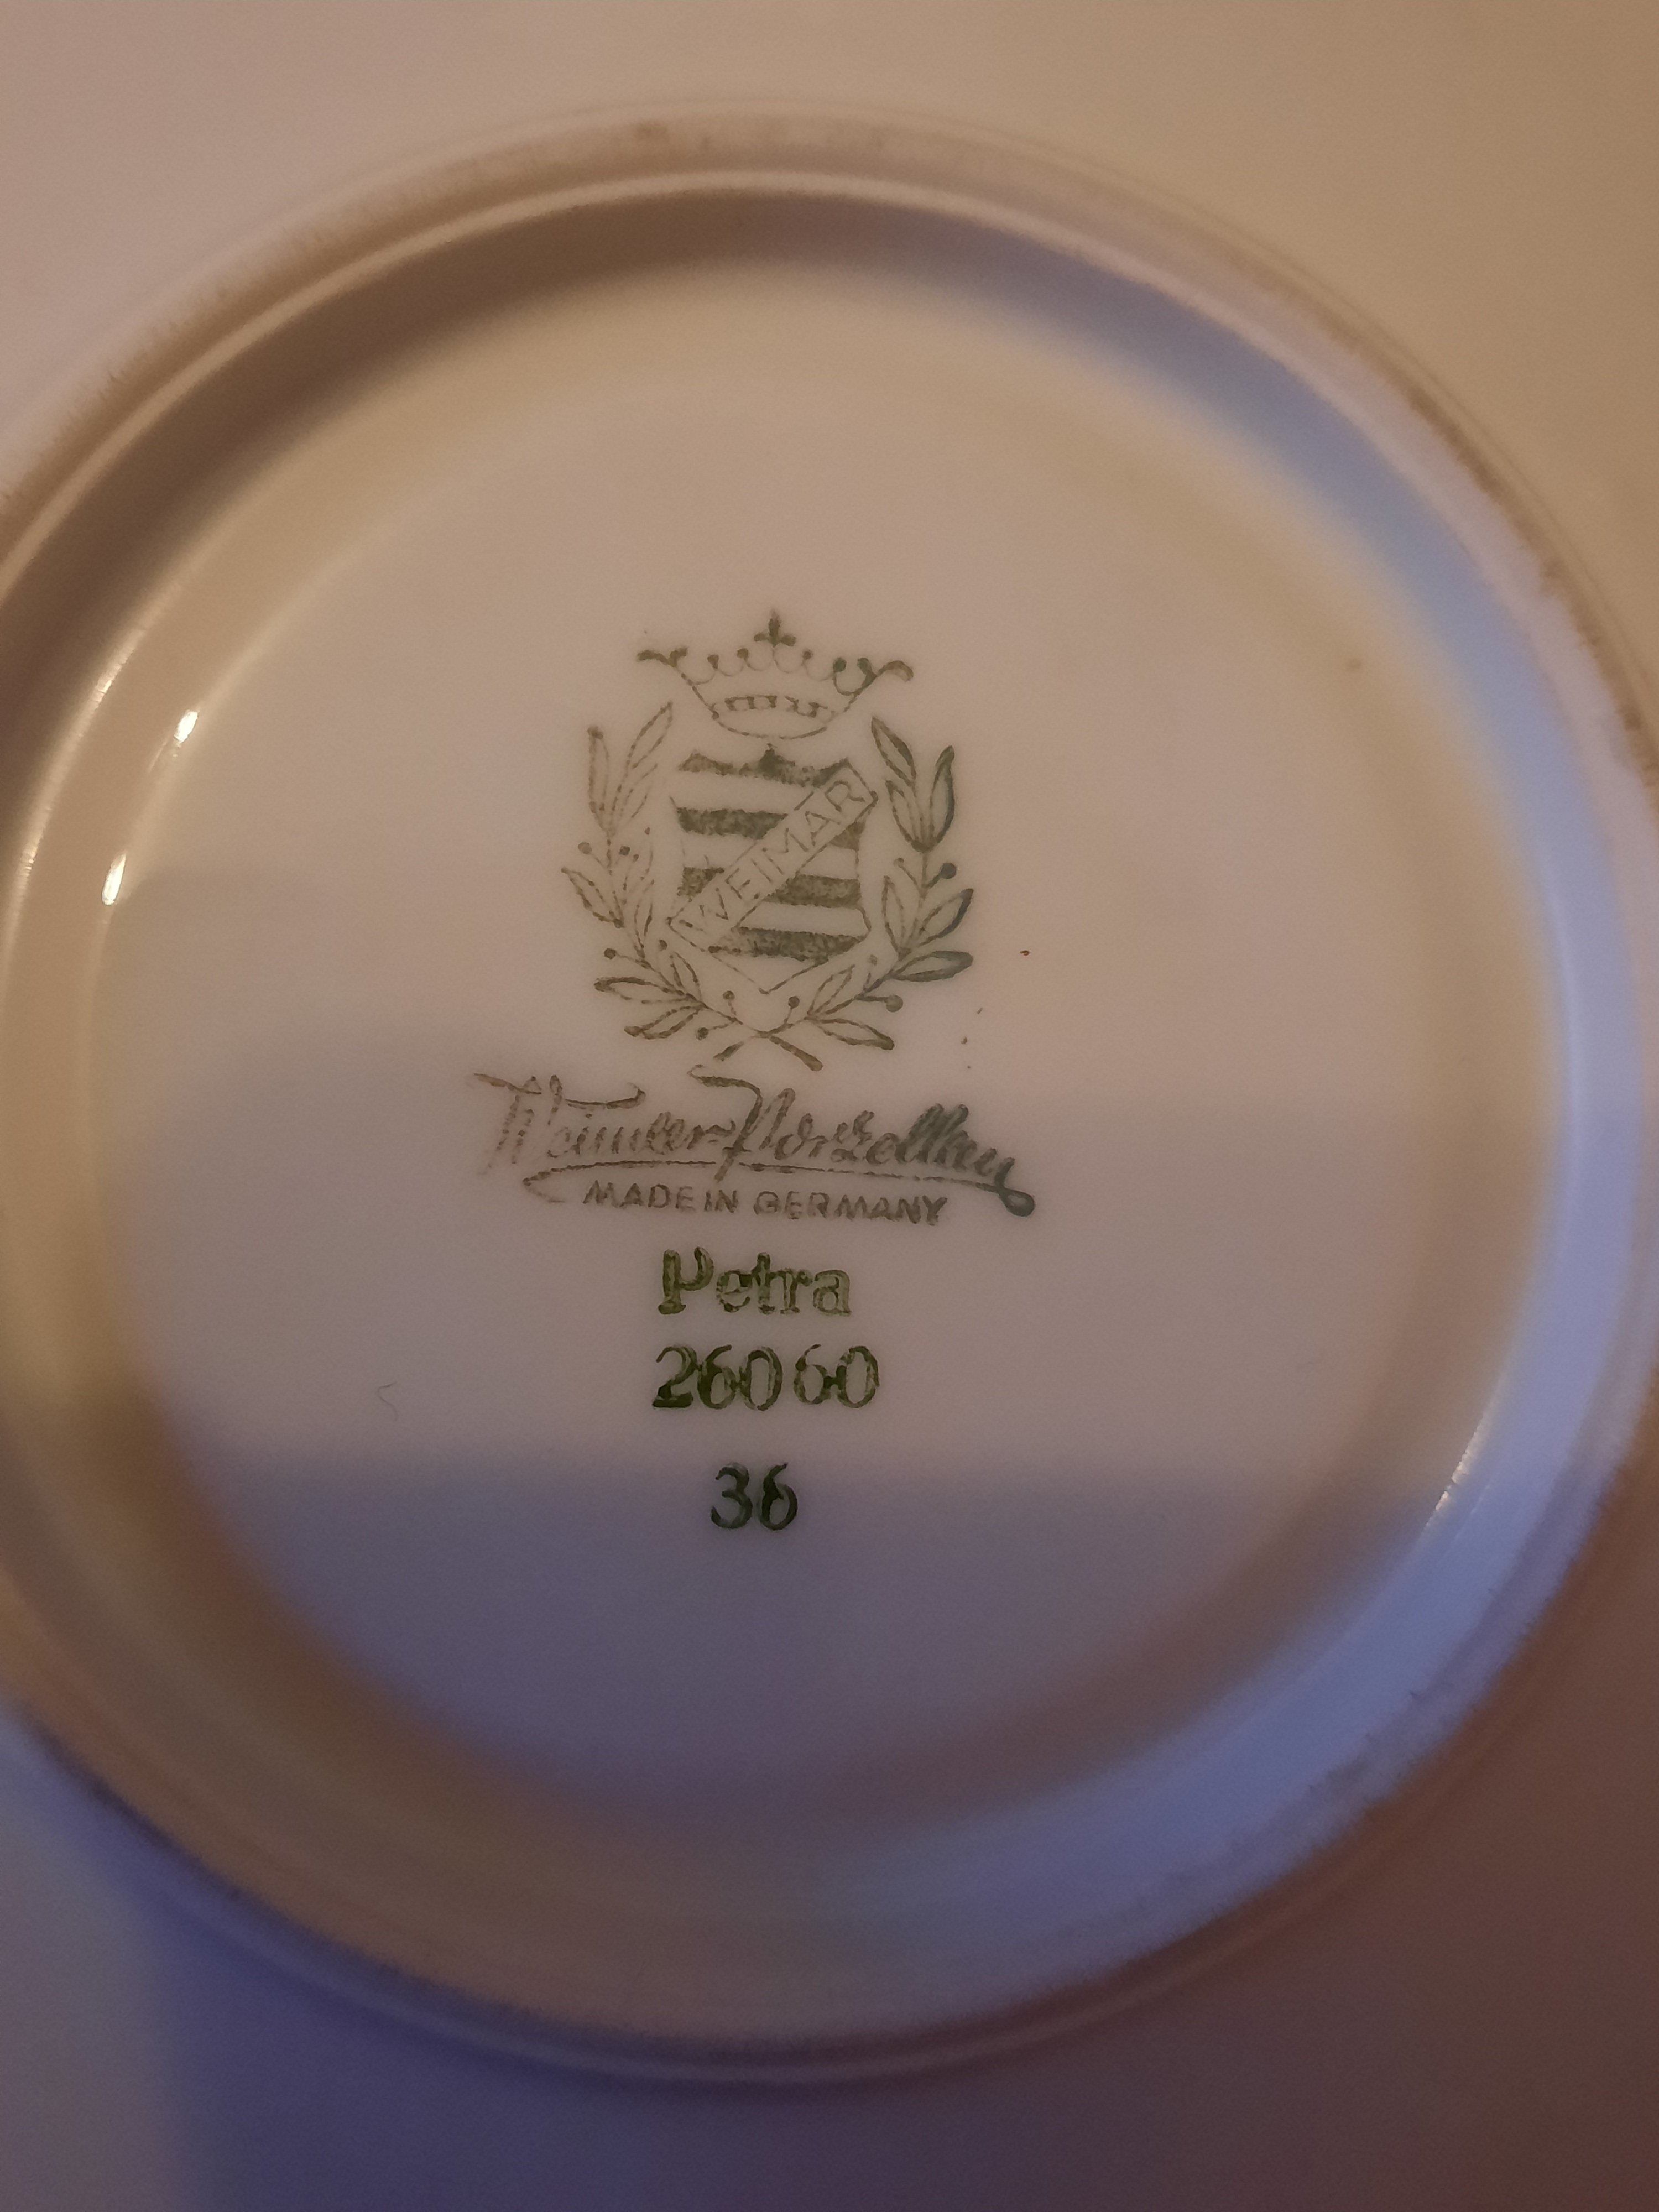 WEIMAR
Weimar-Porzellan
MADE IN GERMANY
Petra
26060
36